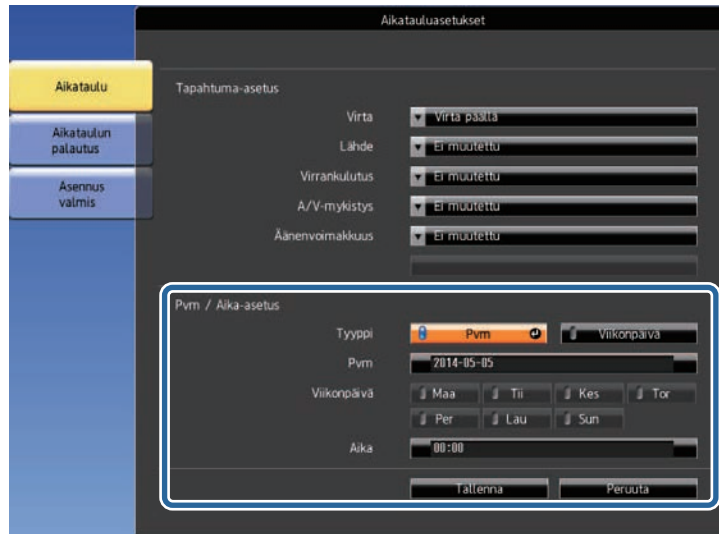 Aikatauluasetukset
Aikataulu
Aikataulun
palautus
Asennus
valmis
Tapahtuma-asetus
Virta Virta päällä
Lähde Ei muutettu
Virrankulutus Ei muutettu
A/V-mykistys Ei muutettu
Äänenvoimakkuus Ei muutettu
Pvm / Aika-asetus
Tyyppi Pvm Viikonpäivä
Pvm 2014-05-05
Viikonpäivä Maa Tii Kes Tor
Per Lau Sun
Aika 00:00
Tallenna Peruuta